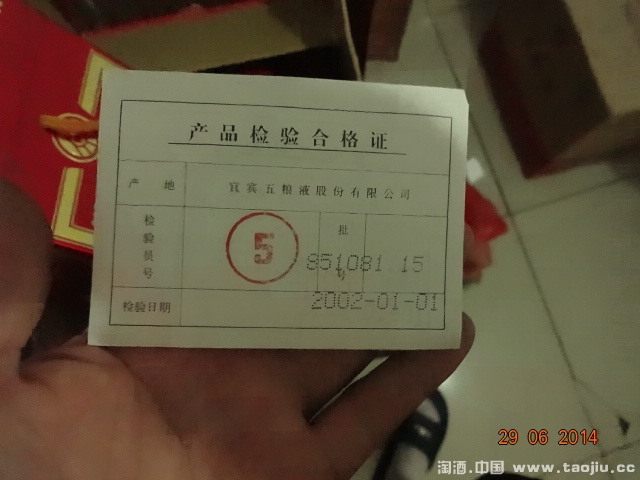 产品检验合格证
产地 宜宾五粮液股份有限公司
检验员号 5 批号 851081 15
检验日期 2002-01-01
29 06 2014
淘酒.中国 www.taojiu.cc